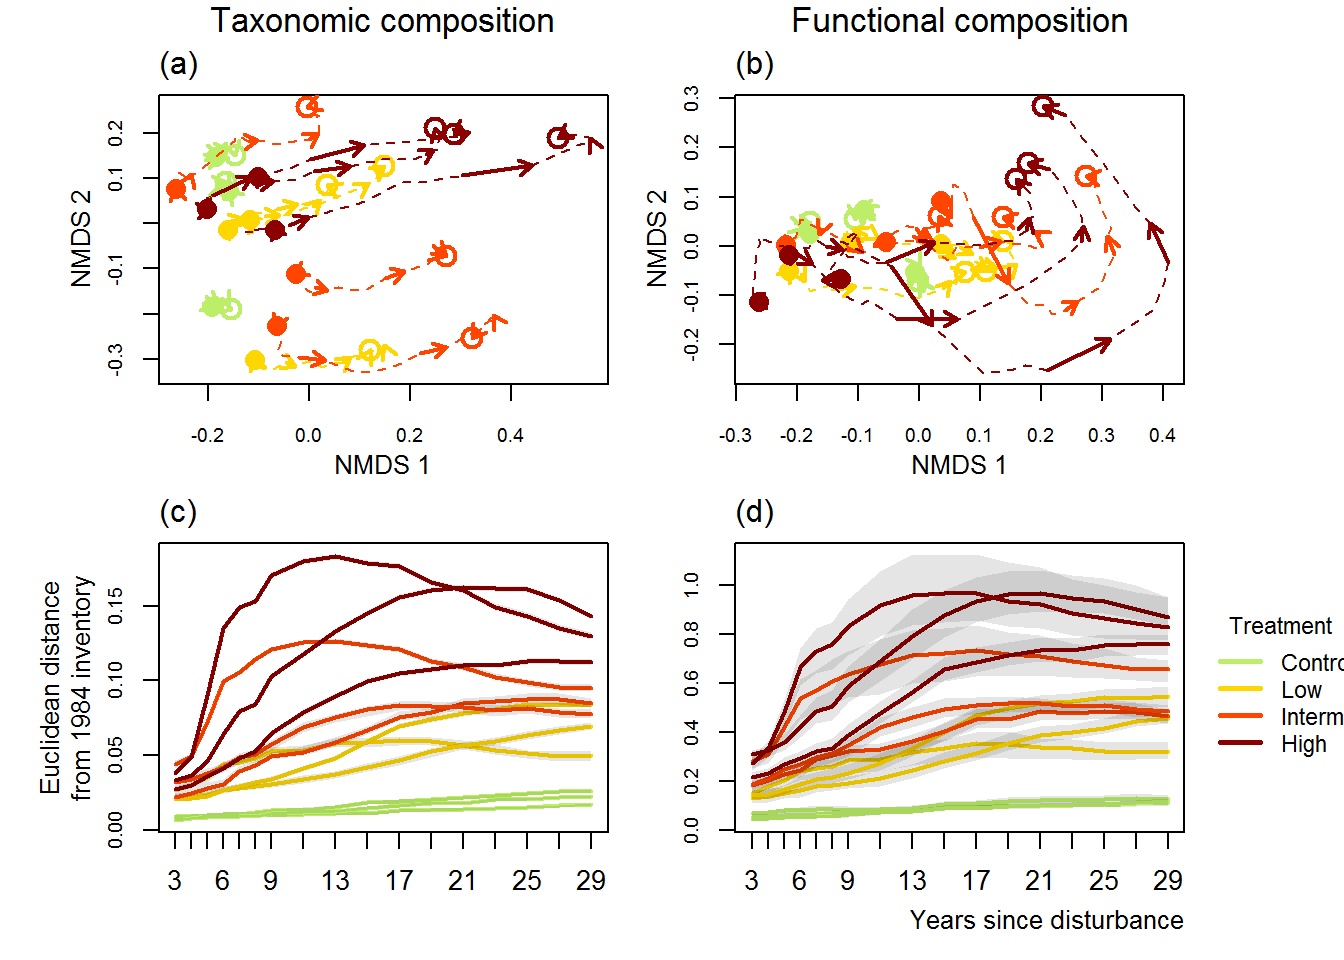 Taxonomic composition
Functional composition
(a)
(b)
NMDS 2
0.2
0.1
-0.1
-0.3
-0.2
0.0
0.2
0.4
NMDS 1
NMDS 2
0.3
0.2
0.1
0.0
-0.1
-0.2
-0.3
-0.2
-0.1
0.0
0.1
0.2
0.3
0.4
NMDS 1
(c)
(d)
Euclidean distance
from 1984 inventory
0.15
0.10
0.05
0.00
3
6
9
13
17
21
25
29
1.0
0.8
0.6
0.4
0.2
0.0
3
6
9
13
17
21
25
29
Years since disturbance
Treatment
Contro
Low
Interm
High